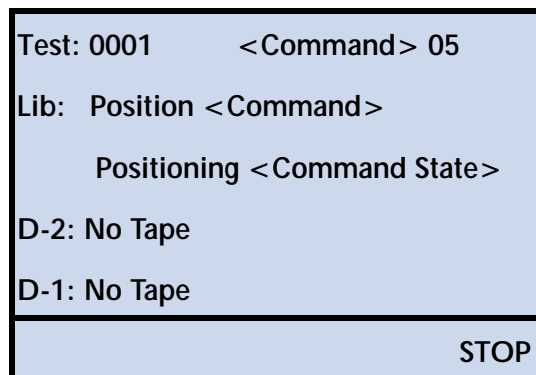 Test: 0001 <Command> 05
Lib: Position <Command>
Positioning <Command State>
D-2: No Tape
D-1: No Tape
STOP